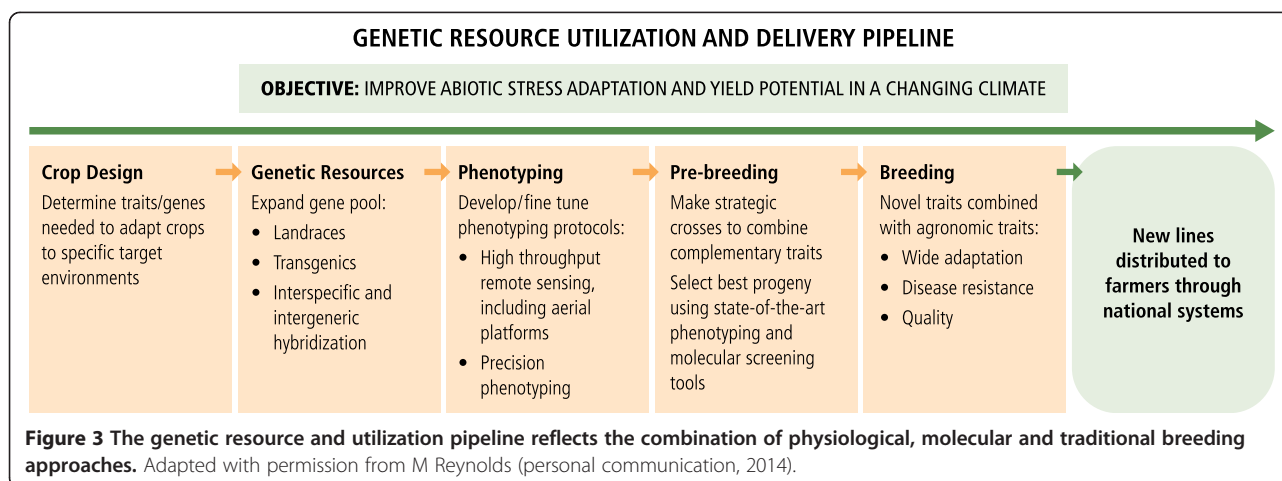 GENETIC RESOURCE UTILIZATION AND DELIVERY PIPELINE
OBJECTIVE: IMPROVE ABIOTIC STRESS ADAPTATION AND YIELD POTENTIAL IN A CHANGING CLIMATE
Crop Design
Determine traits/genes
needed to adapt crops
to specific target
environments
Genetic Resources
Expand gene pool:
• Landraces
• Transgenics
• Interspecific and
intergeneric
hybridization
Phenotyping
Develop/fine tune
phenotyping protocols:
• High throughput
remote sensing,
including aerial
platforms
• Precision
phenotyping
Pre-breeding
Make strategic
crosses to combine
complementary traits
Select best progeny
using state-of-the-art
phenotyping and
molecular screening
tools
Breeding
Novel traits combined
with agronomic traits:
• Wide adaptation
• Disease resistance
• Quality
New lines
distributed to
farmers through
national systems
Figure 3 The genetic resource and utilization pipeline reflects the combination of physiological, molecular and traditional breeding
approaches. Adapted with permission from M Reynolds (personal communication, 2014).